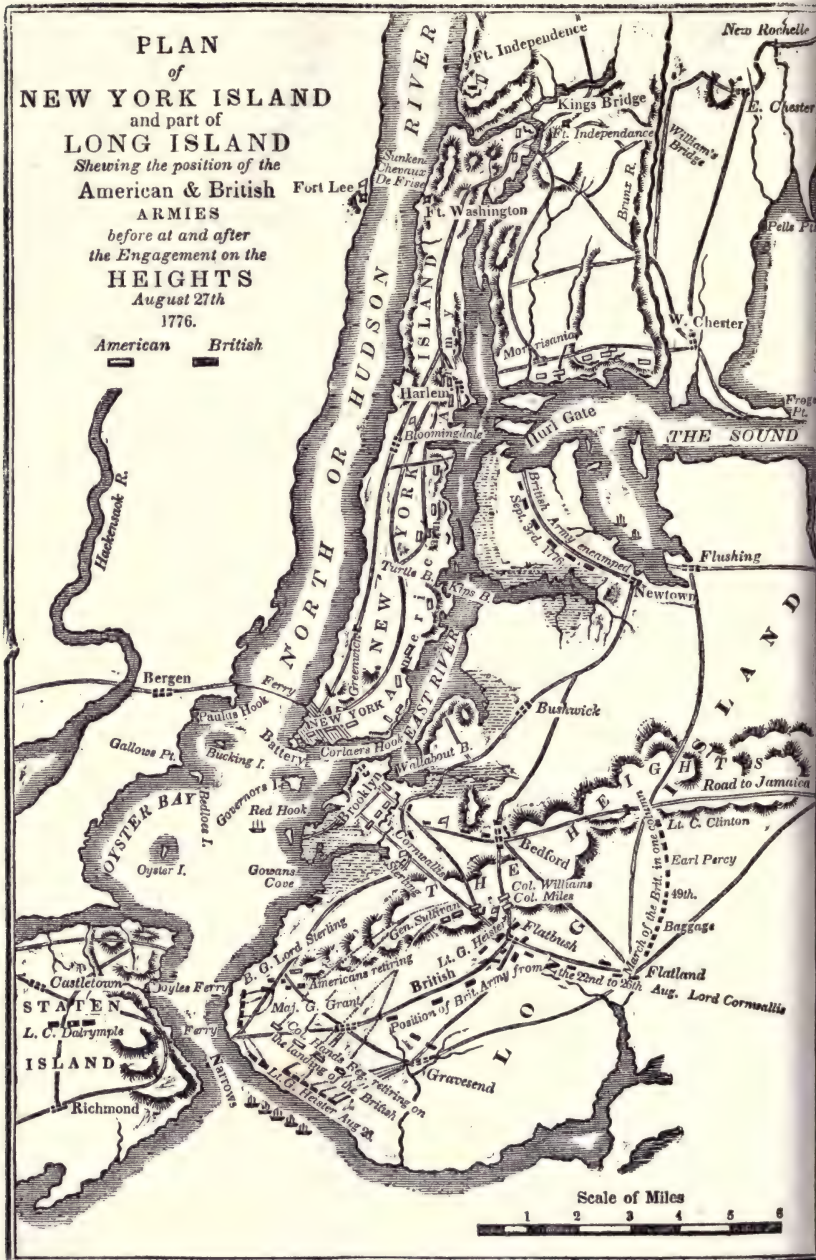 PLAN
of
NEW YORK ISLAND
and part of
LONG ISLAND
Shewing the position of the
American & British
ARMIES
before at and after
the Engagement on the
HEIGHTS
August 27th
1776.
American British
New Rochelle
Ft. Independence
Kings Bridge
E. Chester
Ft. Independance
William's
Bridge
Sunken
Chevaux
De Frise
Fort Lee
Ft. Washington
Brunx R.
Pells
W. Chester
Morrisania
Harlem
Frogs
Pt.
Hurl Gate
THE SOUND
Bloomingdale
NORTH OR HUDSON RIVER
NEW YORK ISLAND
American Army
Hackensack R.
British Army encamped
Sept. 3rd. 1776
Flushing
Turtle B.
Kips B.
Newtown
Greenwich
EAST RIVER
Bergen
Ferry
Paulus Hook
NEW YORK
Bushwick
Battery
Corlaers Hook
Wallabout B.
Gallows Pt.
Bucking I.
Bedloes I.
Governors I.
OYSTER BAY
Red Hook
Brooklyn
Oyster I.
Gowans
Cove
THE HEIGHTS
Road to Jamaica
LONG ISLAND
Cornwallis
Sterling
Bedford
Lt. C. Clinton
Earl Percy
Col. Williams
Col. Miles
49th.
Gen. Sullivan
Baggage
March of the Brit. in one column
B. G. Lord Sterling
Lt. G. Heister
Flatbush
Americans retiring
Flatland
Position of Brit. Army from the 22nd to 26th
Aug. Lord Cornwallis
British
Maj. G. Grant
Castletown
Doyles Ferry
STATEN
ISLAND
L. C. Dalrymple
Ferry
Narrows
Richmond
Col. Hands Reg. retiring on
the landing of the British
Lt. G. Heister Aug 26.
Gravesend
Scale of Miles
1 2 3 4 5 6